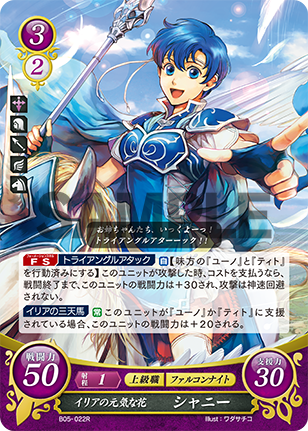 3
2
SAMPLE
お姉ちゃんたち、いっくよーっ!
トライアングルアターーック!!
FS トライアングルアタック 自【味方の『ユーノ』と『ティト』
を行動済みにする】このユニットが攻撃した時、コストを支払うなら、
戦闘終了まで、このユニットの戦闘力は+30され、攻撃は神速回避
されない。
イリアの三天馬 常 このユニットが『ユーノ』か『ティト』に支援
されている場合、このユニットの戦闘力は+20される。
戦闘力
50
射程 1 上級職 ファルコンナイト
支援力
30
イリアの元気な花 シャニー
B05-022R
Illust:ワダサチコ